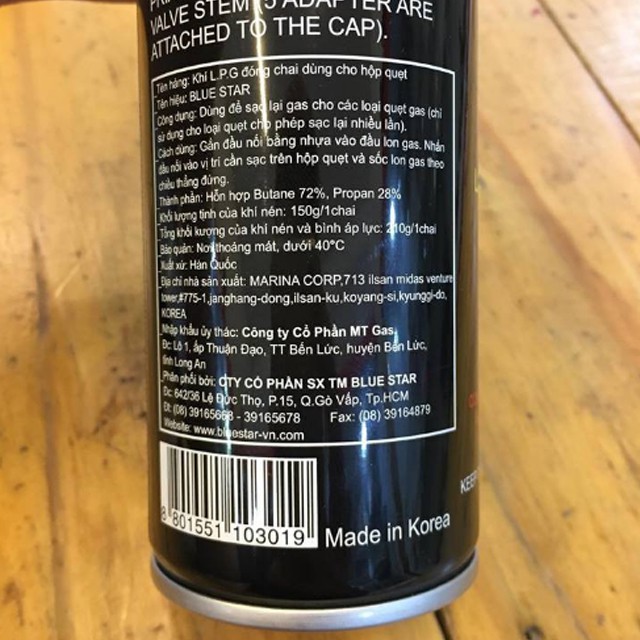 VALVE STEM (5 ADAPTER ARE
ATTACHED TO THE CAP).
Tên hàng: Khí L.P.G đóng chai dùng cho hộp quẹt
Tên hiệu: BLUE STAR
Công dụng: Dùng để sạc lại gas cho các loại quẹt gas (chỉ
sử dụng cho loại quẹt cho phép sạc lại nhiều lần).
Cách dùng: Gắn đầu nối bằng nhựa vào đầu lon gas. Nhấn
đầu nối vào vị trí cần sạc trên hộp quẹt và sốc lon gas theo
chiều thẳng đứng.
Thành phần: Hỗn hợp Butane 72%, Propan 28%
Khối lượng tịnh của khí nén: 150g/1chai
Tổng khối lượng của khí nén và bình áp lực: 210g/1chai
Bảo quản: Nơi thoáng mát, dưới 40°C
Xuất xứ: Hàn Quốc
Địa chỉ nhà sản xuất: MARINA CORP,713 ilsan midas venture
tower,#775-1,janghang-dong,ilsan-ku,koyang-si,kyunggi-do,
KOREA
Nhập khẩu ủy thác: Công ty Cổ Phần MT Gas.
Đc: Lô 1, ấp Thuận Đạo, TT Bến Lức, huyện Bến Lức,
tỉnh Long An
Phân phối bởi: CTY CỔ PHẦN SX TM BLUE STAR
Đc: 642/36 Lê Đức Thọ, P.15, Q.Gò Vấp, Tp.HCM
Đt: (08) 39165668 - 39165678 Fax: (08) 39164879
Website: www.bluestar-vn.com
8 801551 103019
Made in Korea
KEEP